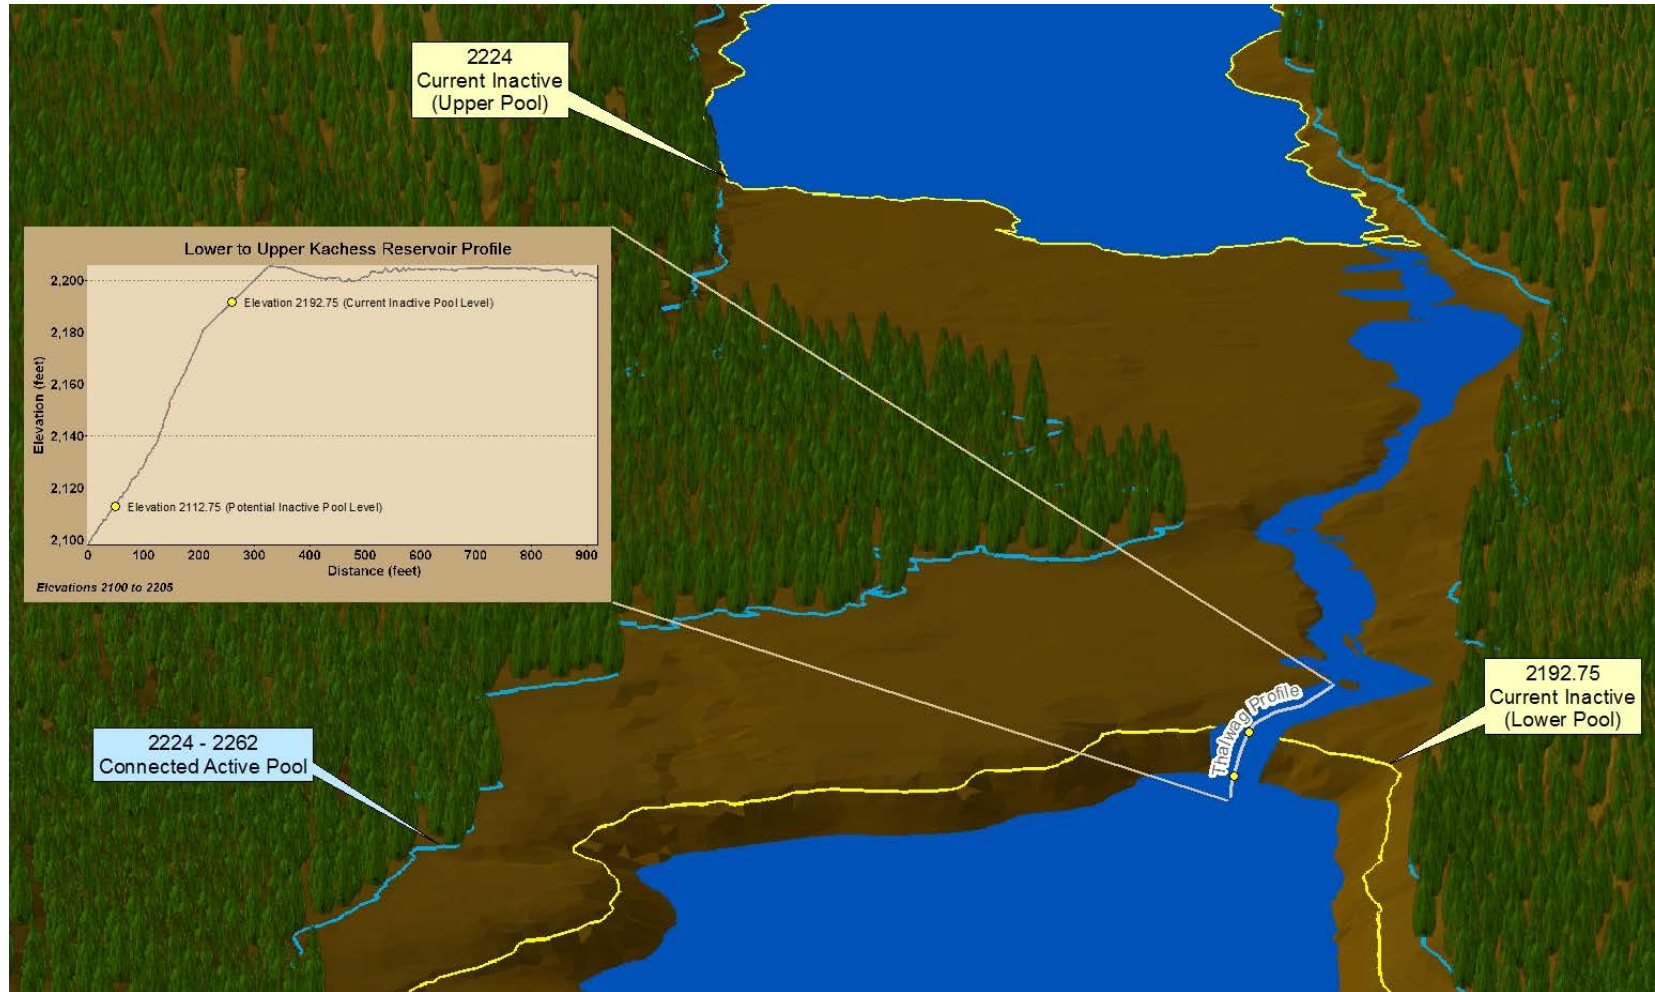 2224
Current Inactive
(Upper Pool)
Lower to Upper Kachess Reservoir Profile
Elevation (feet)
2,200
2,180
2,160
2,140
2,120
2,100
Elevation 2192.75 (Current Inactive Pool Level)
Elevation 2112.75 (Potential Inactive Pool Level)
0 100 200 300 400 500 600 700 800 900
Distance (feet)
Elevations 2100 to 2205
2192.75
Current Inactive
(Lower Pool)
Thalwag Profile
2224 - 2262
Connected Active Pool